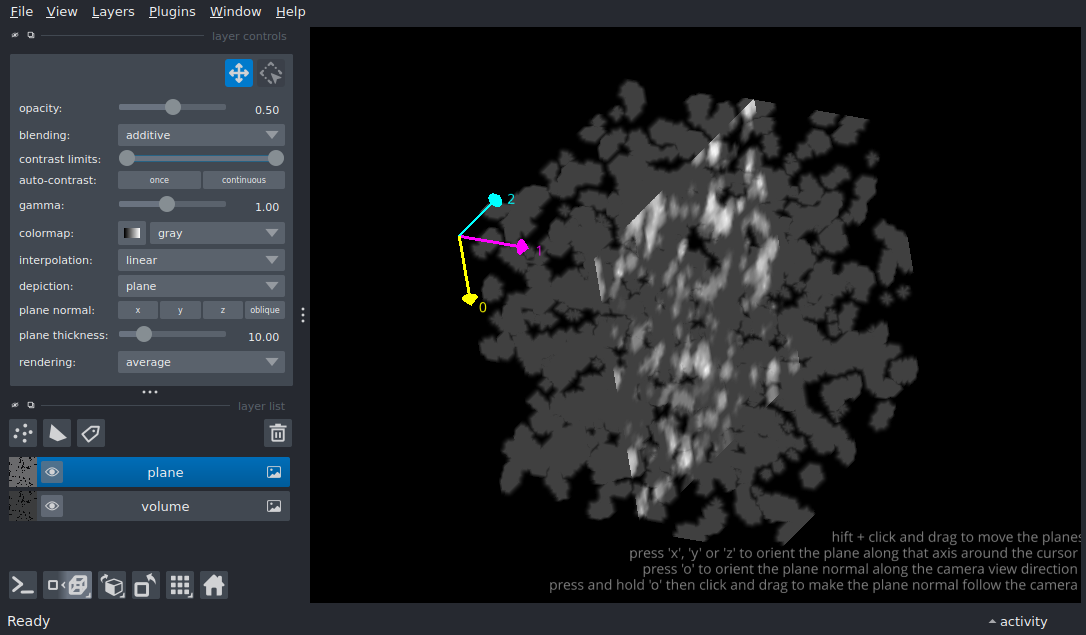 File View Layers Plugins Window Help
layer controls
opacity: 0.50
blending: additive
contrast limits:
auto-contrast: once continuous
gamma: 1.00
colormap: gray
interpolation: linear
depiction: plane
plane normal: x y z oblique
plane thickness: 10.00
rendering: average
layer list
plane
volume
2
1
0
hift + click and drag to move the planes
press 'x', 'y' or 'z' to orient the plane along that axis around the cursor
press 'o' to orient the plane normal along the camera view direction
press and hold 'o' then click and drag to make the plane normal follow the camera
Ready
activity